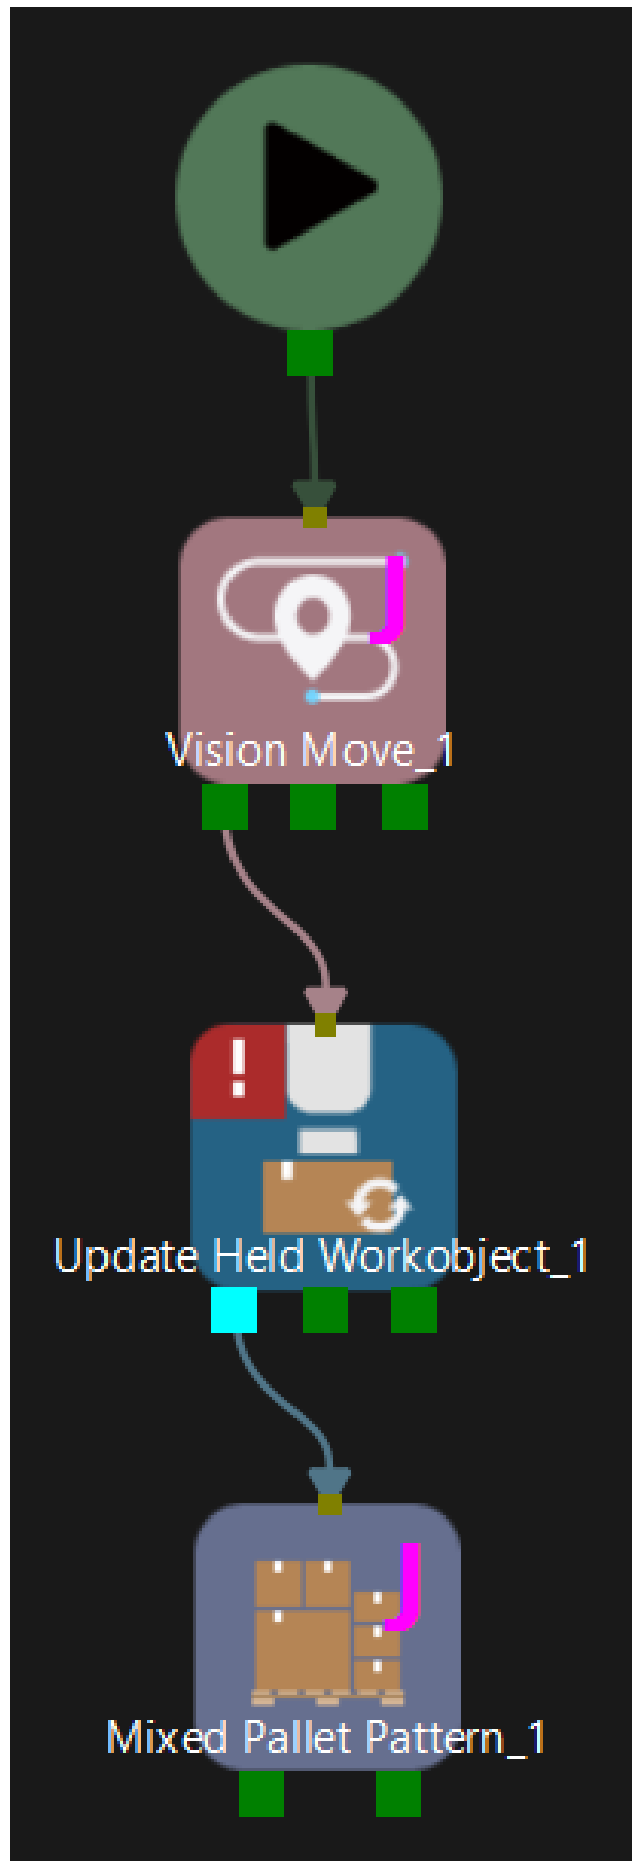 J
Vision Move_1
!
Update Held Workobject_1
J
Mixed Pallet Pattern_1